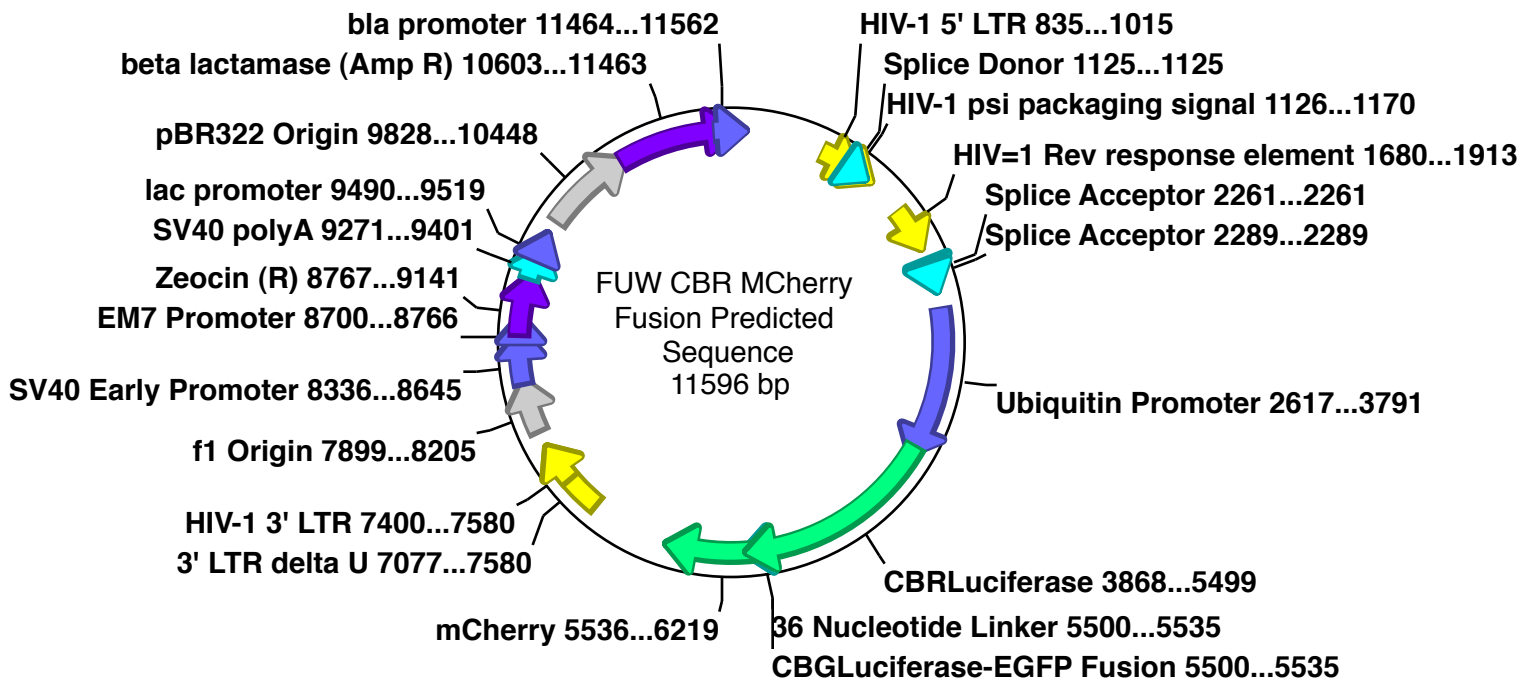 bla promoter 11464...11562
beta lactamase (Amp R) 10603...11463
pBR322 Origin 9828...10448
lac promoter 9490...9519
SV40 polyA 9271...9401
Zeocin (R) 8767...9141
EM7 Promoter 8700...8766
SV40 Early Promoter 8336...8645
f1 Origin 7899...8205
HIV-1 3' LTR 7400...7580
3' LTR delta U 7077...7580
mCherry 5536...6219
HIV-1 5' LTR 835...1015
Splice Donor 1125...1125
HIV-1 psi packaging signal 1126...1170
HIV=1 Rev response element 1680...1913
Splice Acceptor 2261...2261
Splice Acceptor 2289...2289
Ubiquitin Promoter 2617...3791
CBRLuciferase 3868...5499
36 Nucleotide Linker 5500...5535
CBGLuciferase-EGFP Fusion 5500...5535
FUW CBR MCherry
Fusion Predicted
Sequence
11596 bp